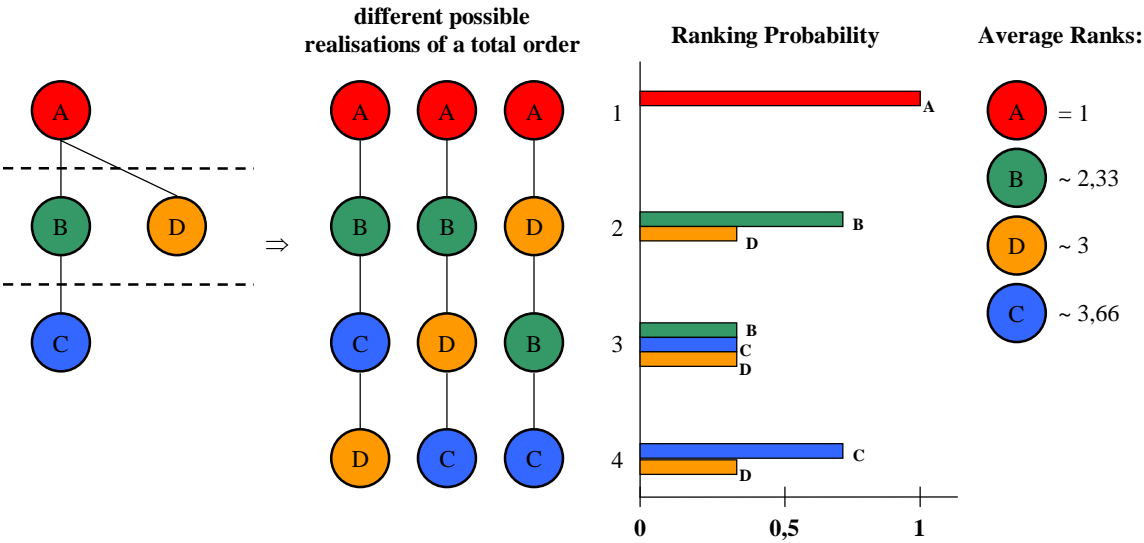 different possible
realisations of a total order
Ranking Probability
Average Ranks:
A
B
D
C
⇒
A A A
B B D
C D B
D C C
1
A
2
B
D
3
B
C
D
4
C
D
0 0,5 1
A = 1
B ~ 2,33
D ~ 3
C ~ 3,66